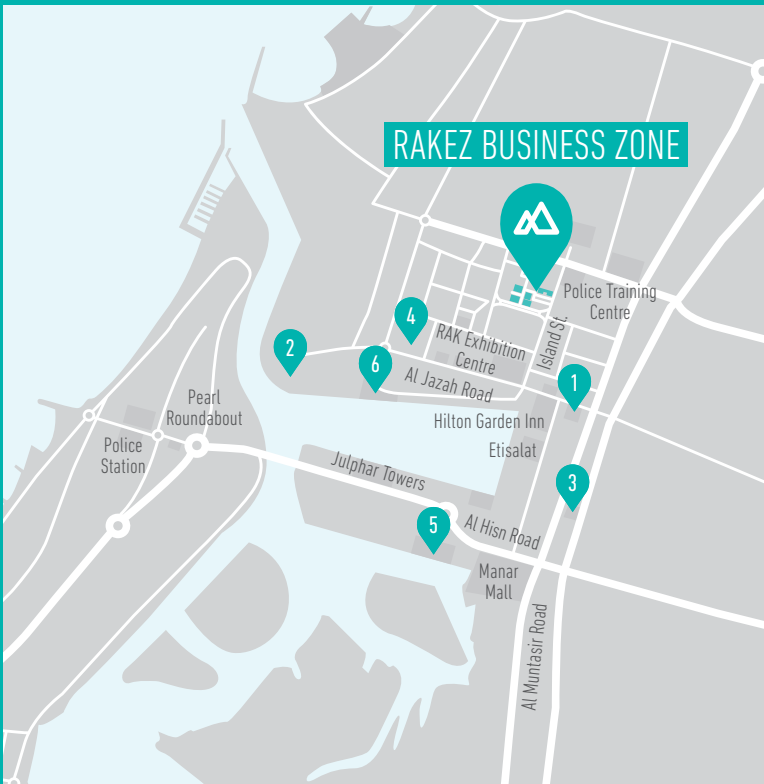 RAKEZ BUSINESS ZONE
Police Training
Centre
Island St.
4
RAK Exhibition
Centre
2
6
1
Al Jazah Road
Pearl
Roundabout
Hilton Garden Inn
Police
Station
Etisalat
Julphar Towers
3
5
Al Hisn Road
Manar
Mall
Al Muntasir Road